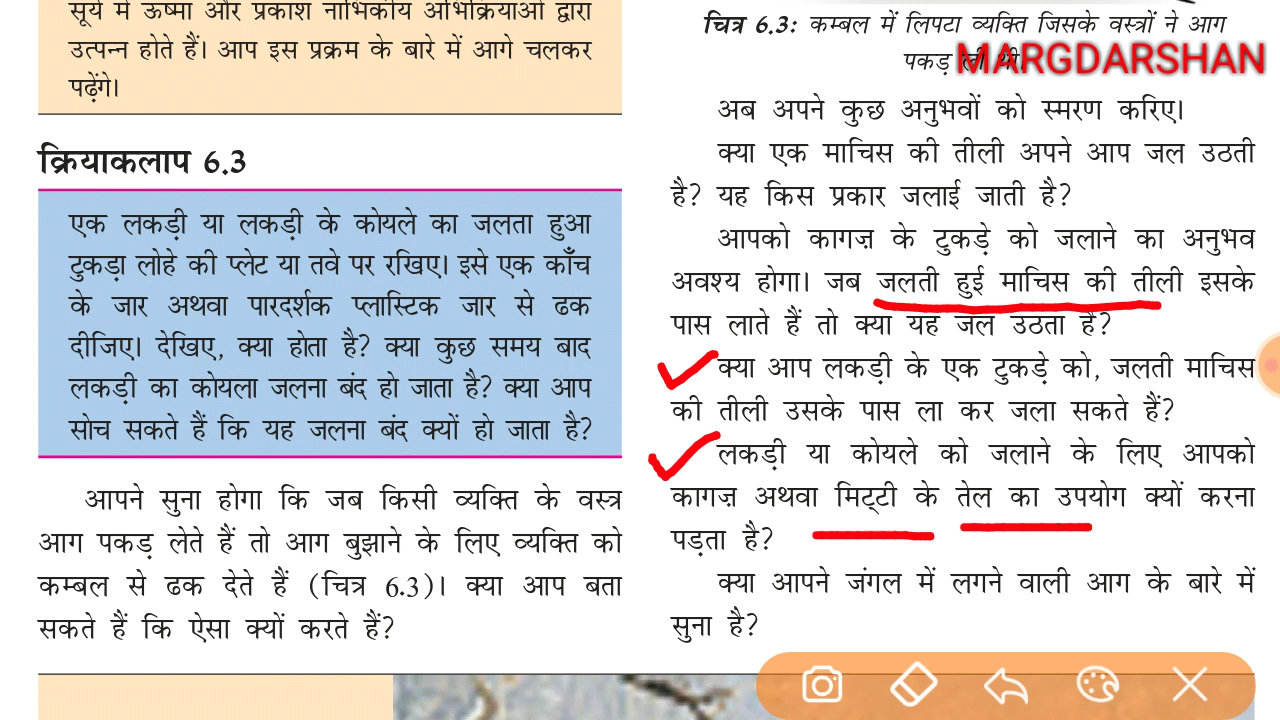 सूर्य में ऊष्मा और प्रकाश नाभिकीय अभिक्रियाओं द्वारा
उत्पन्न होते हैं। आप इस प्रक्रम के बारे में आगे चलकर
पढ़ेंगे।
क्रियाकलाप 6.3
एक लकड़ी या लकड़ी के कोयले का जलता हुआ
टुकड़ा लोहे की प्लेट या तवे पर रखिए। इसे एक काँच
के जार अथवा पारदर्शक प्लास्टिक जार से ढक
दीजिए। देखिए, क्या होता है? क्या कुछ समय बाद
लकड़ी का कोयला जलना बंद हो जाता है? क्या आप
सोच सकते हैं कि यह जलना बंद क्यों हो जाता है?
आपने सुना होगा कि जब किसी व्यक्ति के वस्त्र
आग पकड़ लेते हैं तो आग बुझाने के लिए व्यक्ति को
कम्बल से ढक देते हैं (चित्र 6.3)। क्या आप बता
सकते हैं कि ऐसा क्यों करते हैं?
चित्र 6.3: कम्बल में लिपटा व्यक्ति जिसके वस्त्रों ने आग
पकड़ ली थी।
MARGDARSHAN
अब अपने कुछ अनुभवों को स्मरण करिए।
क्या एक माचिस की तीली अपने आप जल उठती
है? यह किस प्रकार जलाई जाती है?
आपको कागज़ के टुकड़े को जलाने का अनुभव
अवश्य होगा। जब जलती हुई माचिस की तीली इसके
पास लाते हैं तो क्या यह जल उठता है?
क्या आप लकड़ी के एक टुकड़े को, जलती माचिस
की तीली उसके पास ला कर जला सकते हैं?
लकड़ी या कोयले को जलाने के लिए आपको
कागज़ अथवा मिट्टी के तेल का उपयोग क्यों करना
पड़ता है?
क्या आपने जंगल में लगने वाली आग के बारे में
सुना है?